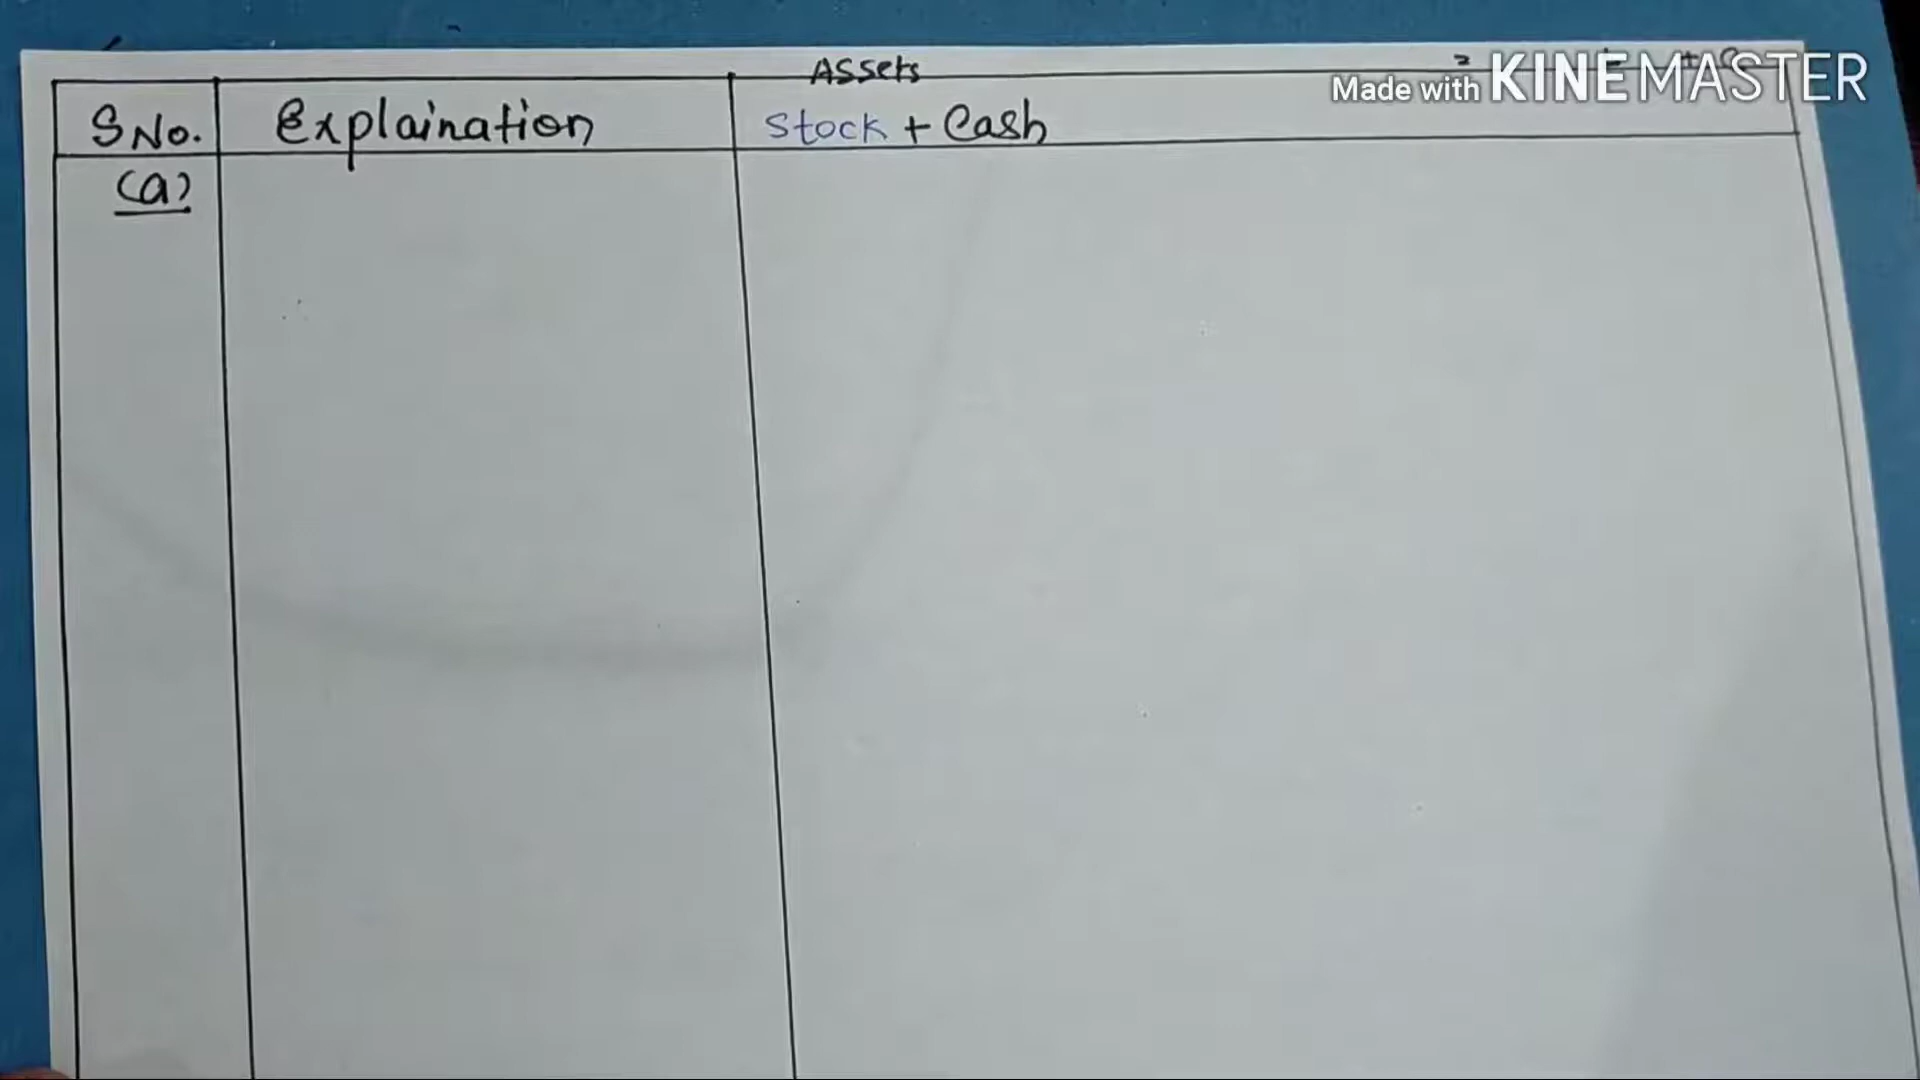 Assets
Made with KINEMASTER
S No. Explaination Stock + Cash
(a)